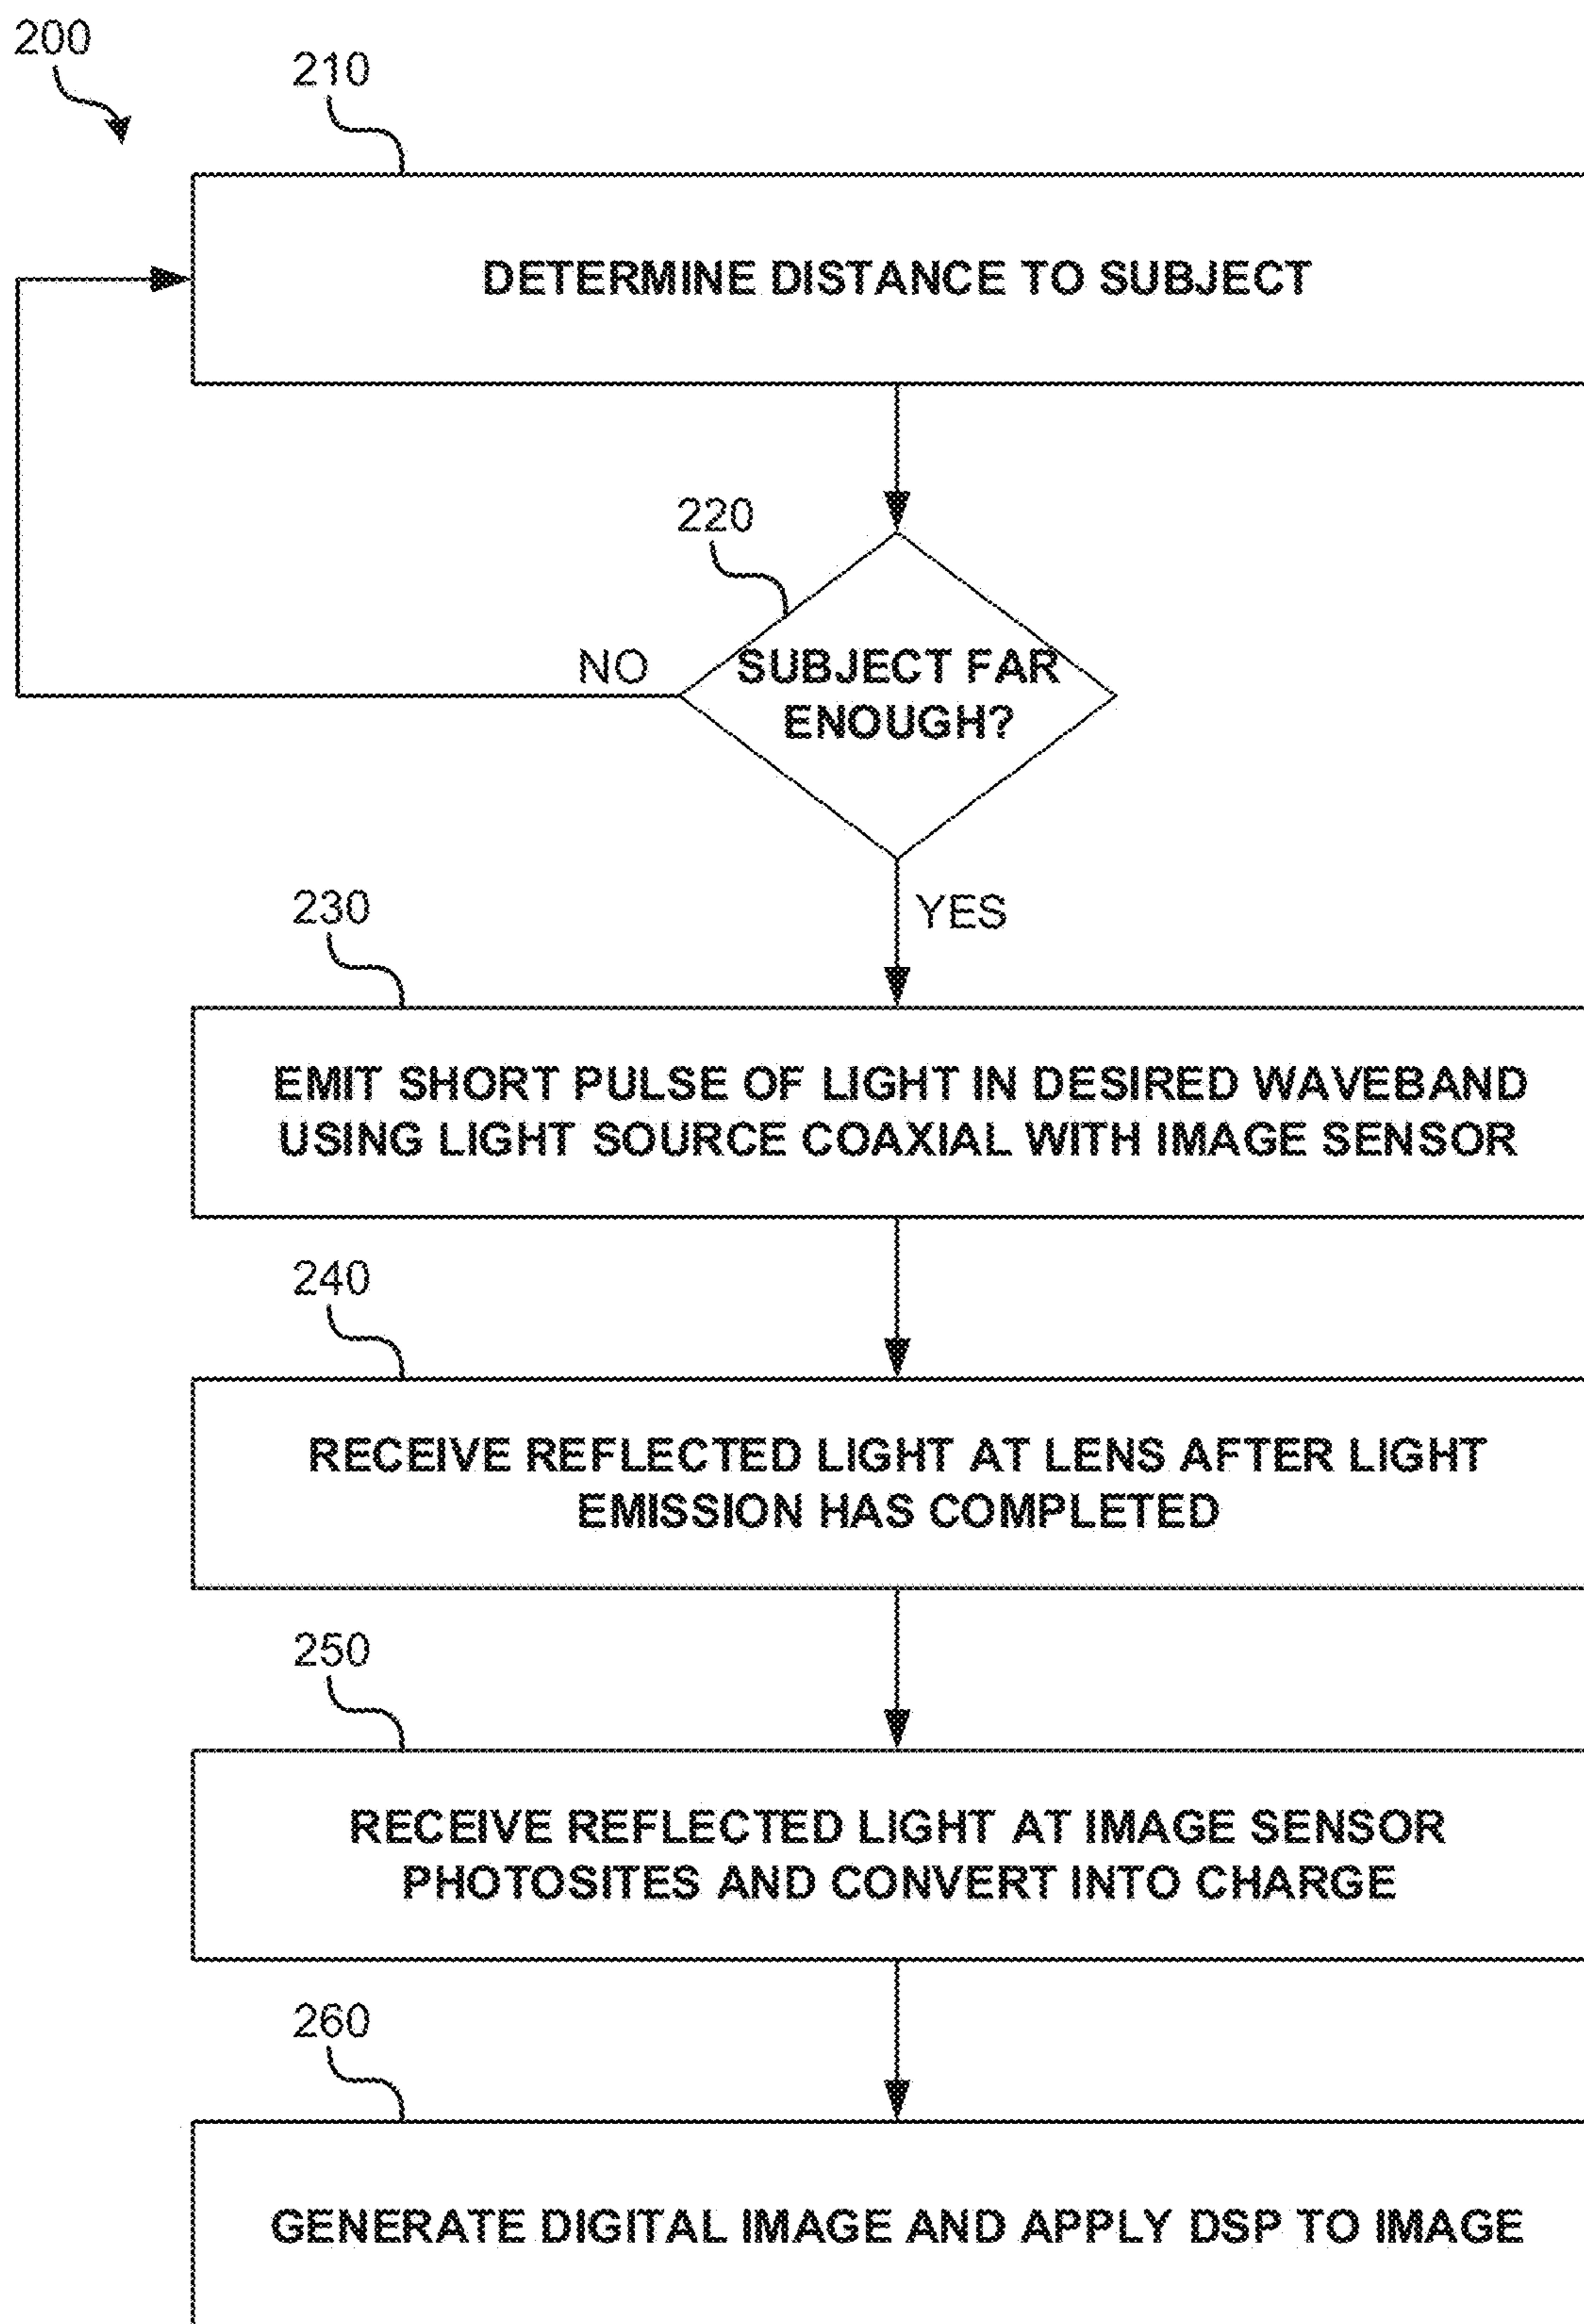 200
210
DETERMINE DISTANCE TO SUBJECT
220
NO
SUBJECT FAR
ENOUGH?
YES
230
EMIT SHORT PULSE OF LIGHT IN DESIRED WAVEBAND
USING LIGHT SOURCE COAXIAL WITH IMAGE SENSOR
240
RECEIVE REFLECTED LIGHT AT LENS AFTER LIGHT
EMISSION HAS COMPLETED
250
RECEIVE REFLECTED LIGHT AT IMAGE SENSOR
PHOTOSITES AND CONVERT INTO CHARGE
260
GENERATE DIGITAL IMAGE AND APPLY DSP TO IMAGE